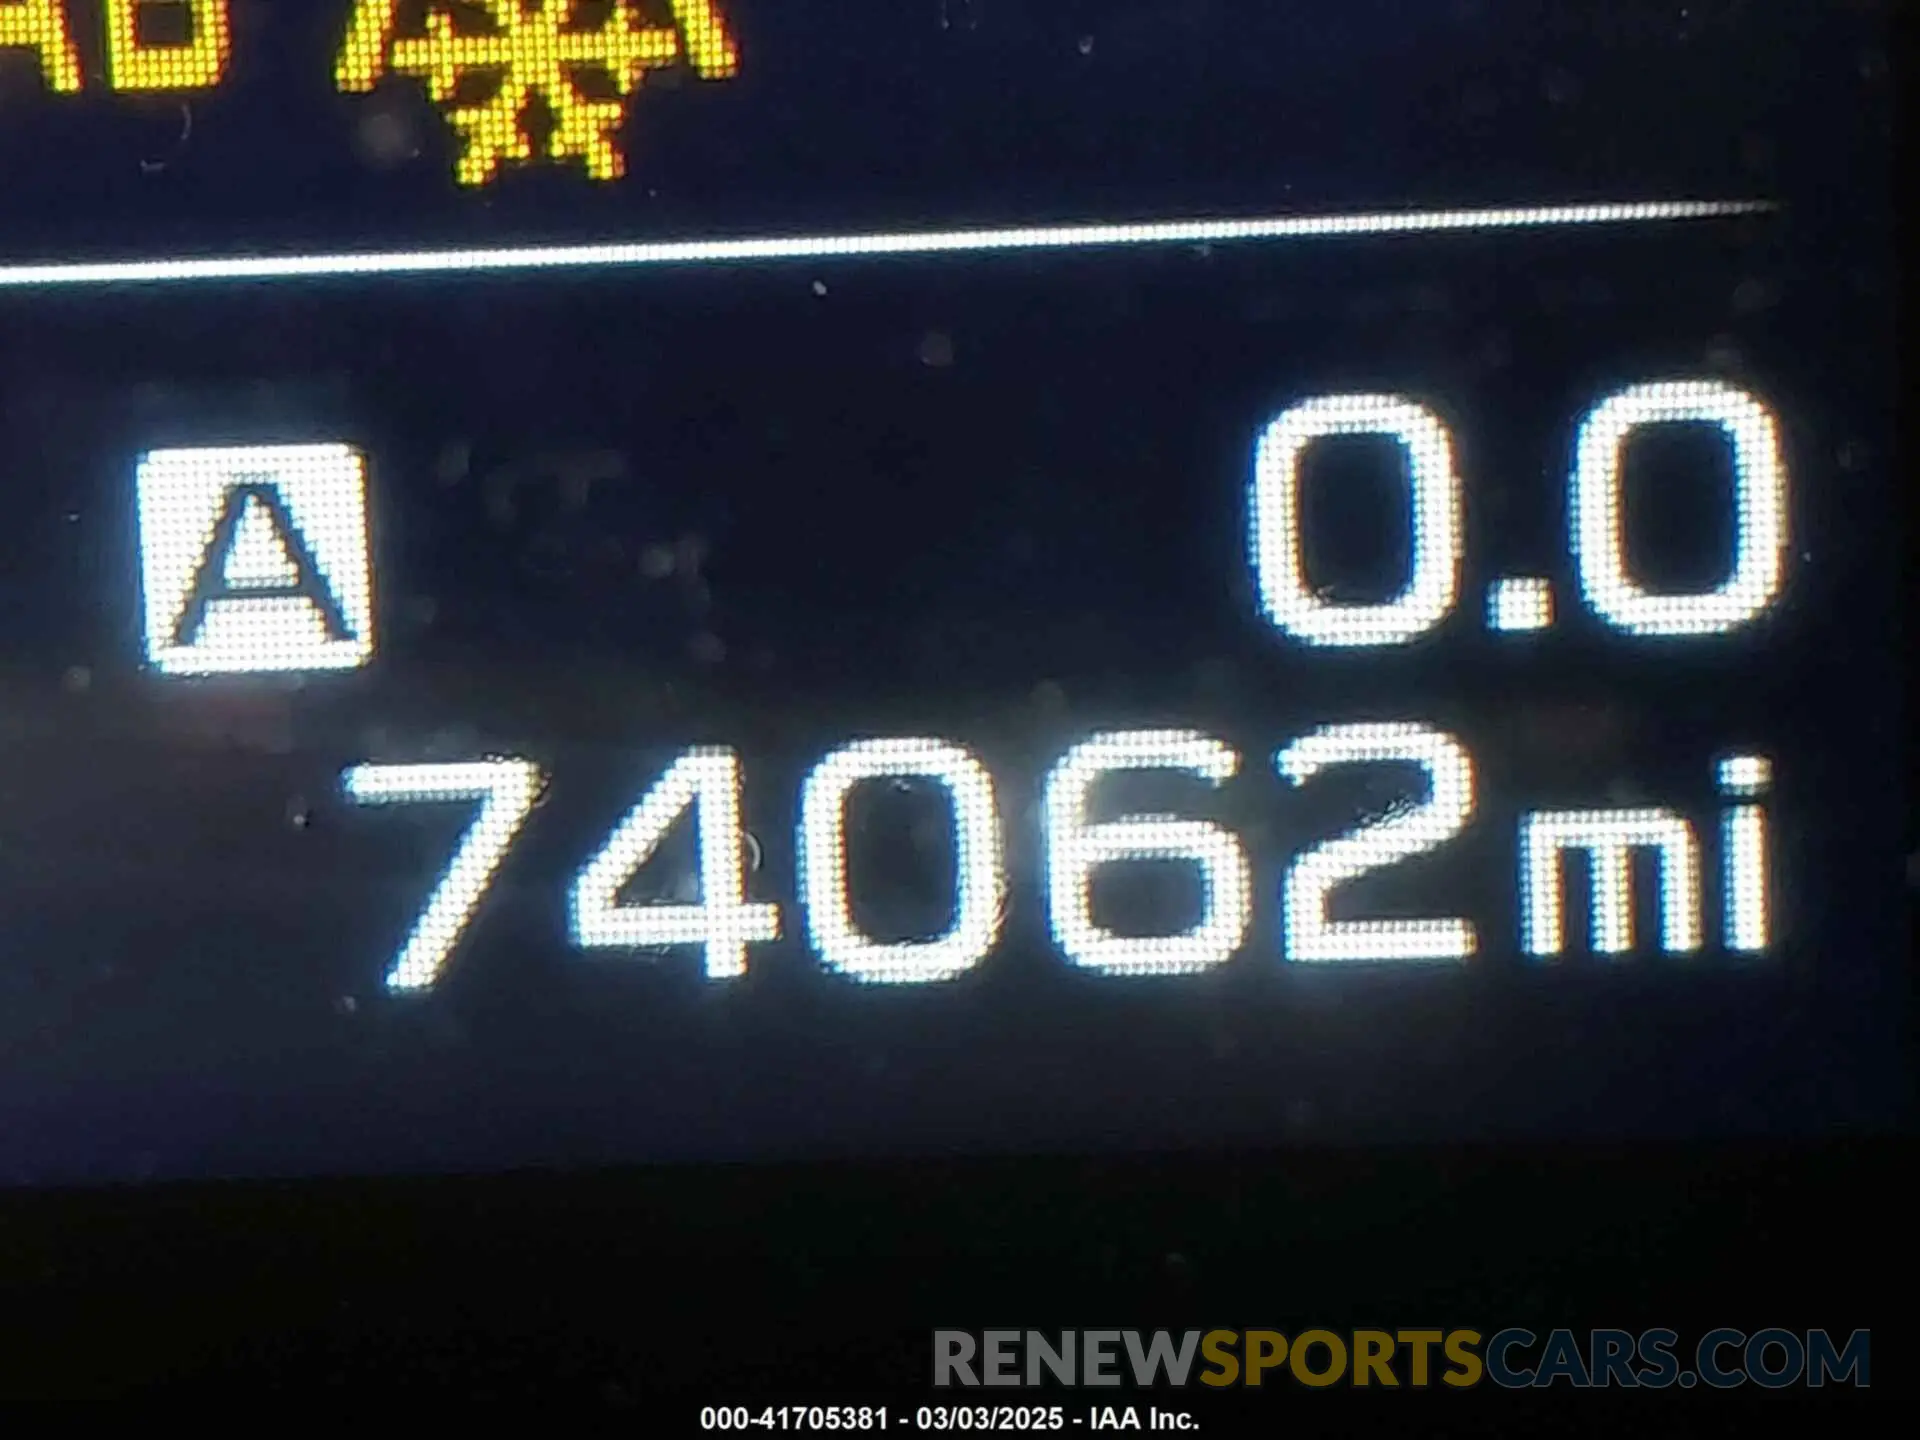 A 0.0
74062mi
RENEWSPORTSCARS.COM
000-41705381 - 03/03/2025 - IAA Inc.